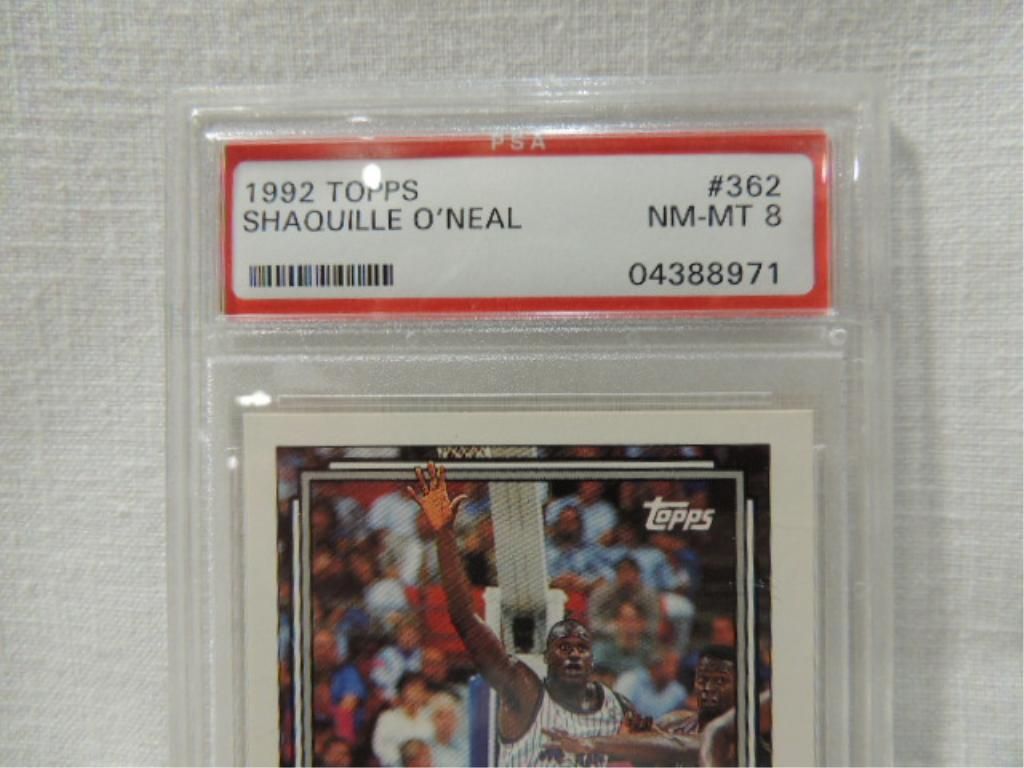 PSA
1992 TOPPS
#362
SHAQUILLE O'NEAL
NM-MT 8
04388971
Topps